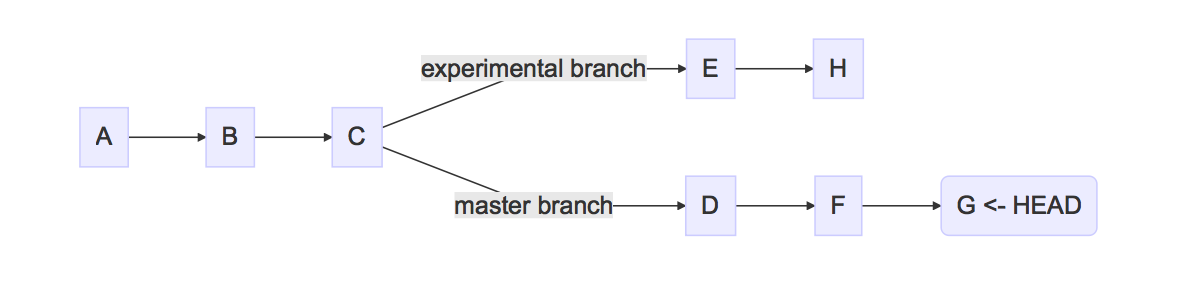 A
B
C
experimental branch
E
H
master branch
D
F
G <- HEAD